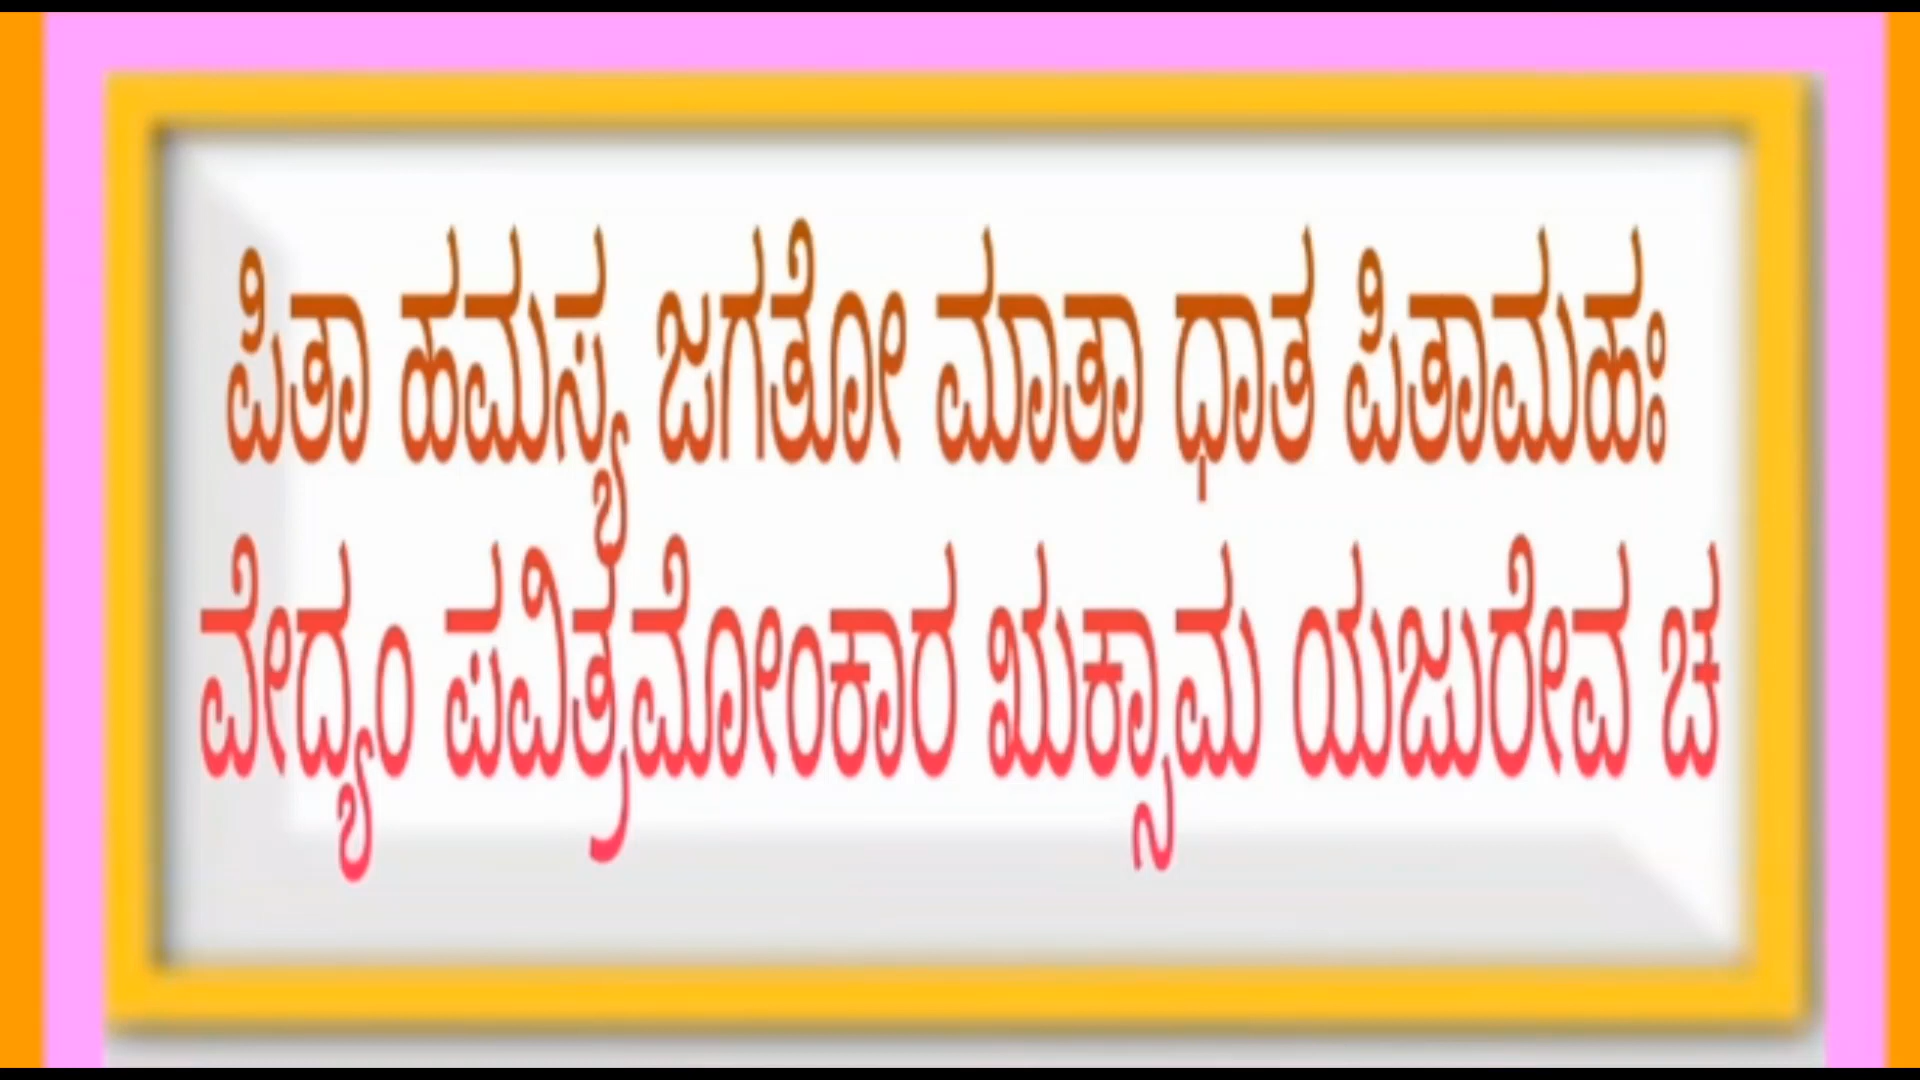 ಪಿತಾ ಹಮಸ್ಯ ಜಗತೋ ಮಾತಾ ಧಾತ ಪಿತಾಮಹಃ
ವೇದ್ಯಂ ಪವಿತ್ರಮೋಂಕಾರ ಋಕ್ಸಾಮ ಯಜುರೇವ ಚ